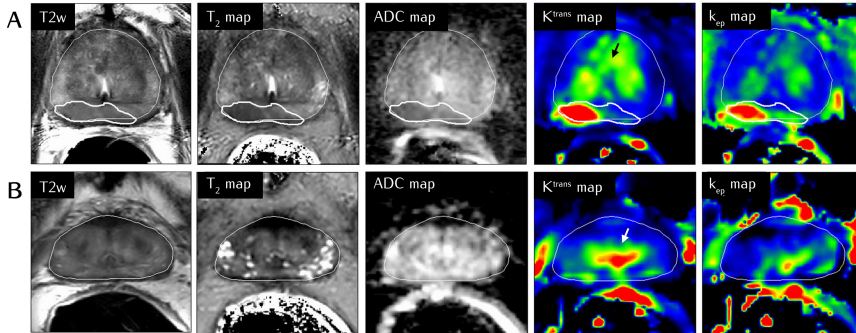 A
T2w
T₂ map
ADC map
Kᵗʳᵃⁿˢ map
kₑₚ map
B
T2w
T₂ map
ADC map
Kᵗʳᵃⁿˢ map
kₑₚ map